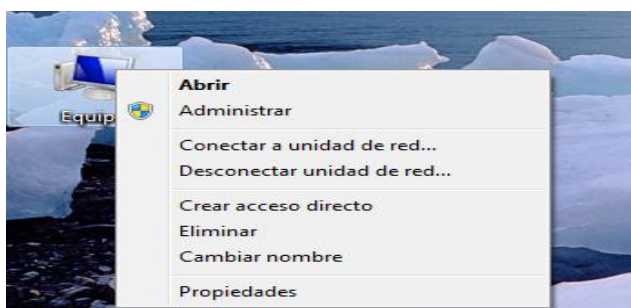 Equip
Abrir
Administrar
Conectar a unidad de red...
Desconectar unidad de red...
Crear acceso directo
Eliminar
Cambiar nombre
Propiedades